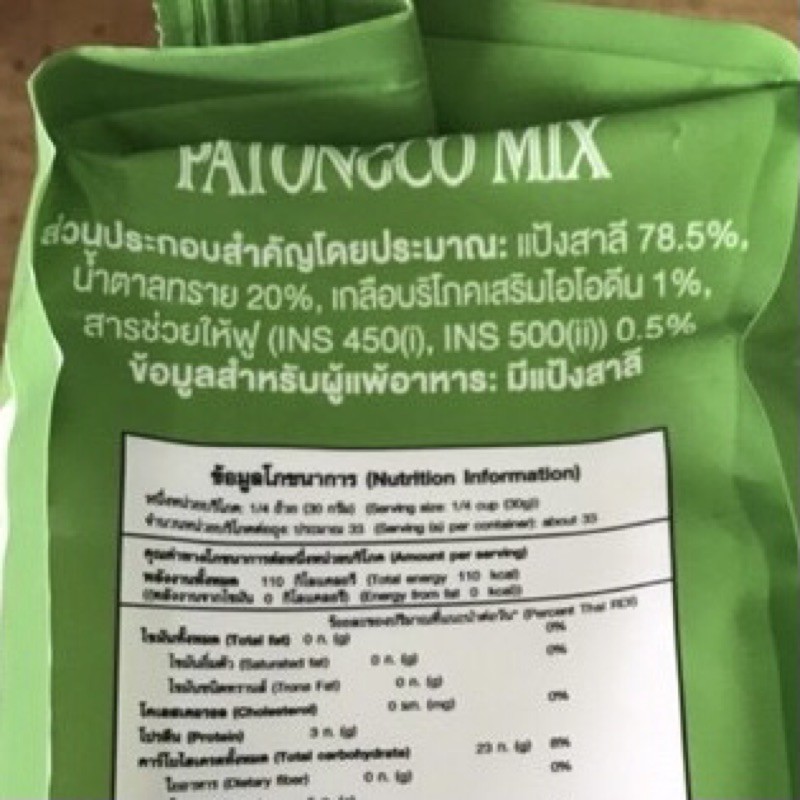 PATONGCO MIX
ส่วนประกอบสำคัญโดยประมาณ: แป้งสาลี 78.5%,
น้ำตาลทราย 20%, เกลือบริโภคเสริมไอโอดีน 1%,
สารช่วยให้ฟู (INS 450(i), INS 500(ii)) 0.5%
ข้อมูลสำหรับผู้แพ้อาหาร: มีแป้งสาลี
ข้อมูลโภชนาการ (Nutrition Information)
หนึ่งหน่วยบริโภค: 1/4 ถ้วย (30 กรัม) (Serving size: 1/4 cup (30g))
จำนวนหน่วยบริโภคต่อถุง: ประมาณ 33 (Serving (s) per container): about 33
คุณค่าทางโภชนาการต่อหนึ่งหน่วยบริโภค (Amount per serving)
พลังงานทั้งหมด 110 กิโลแคลอรี (Total energy 110 kcal)
(พลังงานจากไขมัน 0 กิโลแคลอรี) (Energy from fat 0 kcal)
ร้อยละของปริมาณที่แนะนำต่อวัน* (Percent Thai RDI)
ไขมันทั้งหมด (Total fat) 0 ก. (g) 0%
ไขมันอิ่มตัว (Saturated fat) 0 ก. (g) 0%
ไขมันชนิดทรานส์ (Trans Fat) 0 ก. (g)
โคเลสเตอรอล (Cholesterol) 0 มก. (mg) 0%
โปรตีน (Protein) 3 ก. (g)
คาร์โบไฮเดรตทั้งหมด (Total carbohydrate) 23 ก. (g) 8%
ใยอาหาร (Dietary fiber) 0 ก. (g) 0%